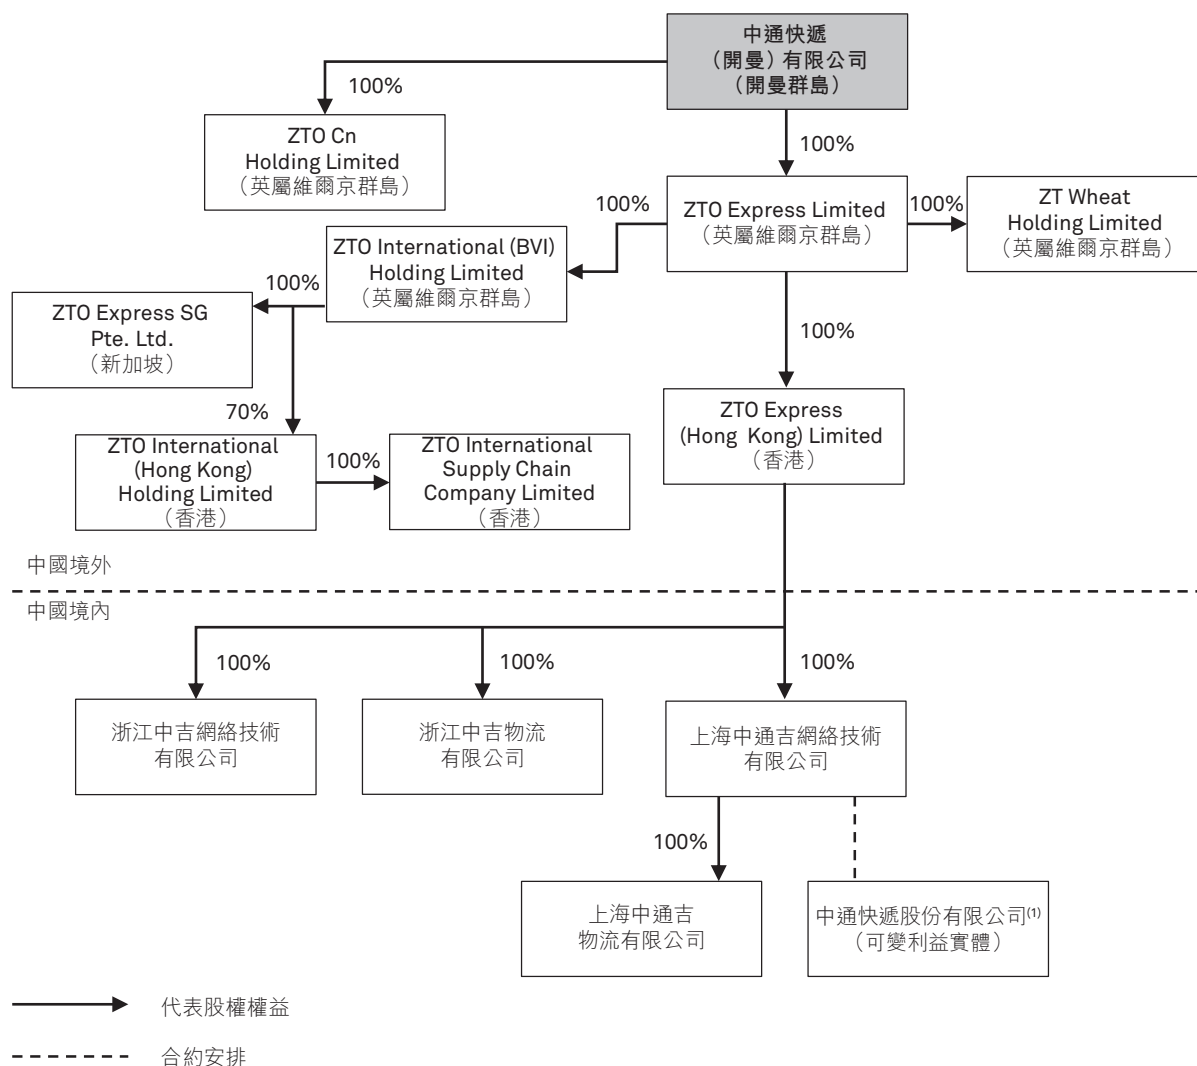 中通快遞
（開曼）有限公司
（開曼群島）
100%
ZTO Cn
Holding Limited
（英屬維爾京群島）
100%
ZTO Express Limited
（英屬維爾京群島）
100%
ZT Wheat
Holding Limited
（英屬維爾京群島）
100%
ZTO International (BVI)
Holding Limited
（英屬維爾京群島）
100%
ZTO Express SG
Pte. Ltd.
（新加坡）
70%
ZTO International
(Hong Kong)
Holding Limited
（香港）
100%
ZTO International
Supply Chain
Company Limited
（香港）
100%
ZTO Express
(Hong Kong) Limited
（香港）
中國境外
中國境內
100%
浙江中吉網絡技術
有限公司
100%
浙江中吉物流
有限公司
100%
上海中通吉網絡技術
有限公司
100%
上海中通吉
物流有限公司
中通快遞股份有限公司(1)
（可變利益實體）
代表股權權益
合約安排